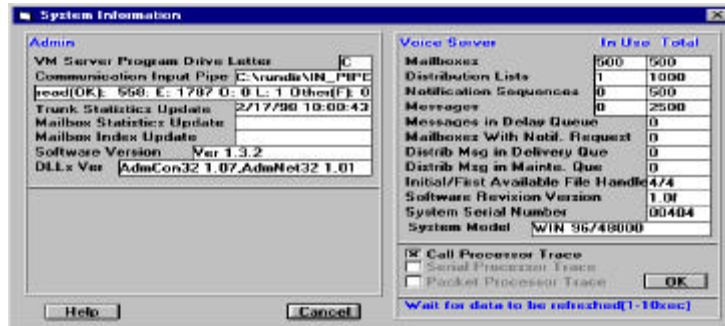 System Information
Admin
VM Server Program Drive Letter C
Communication Input Pipe C:\rundir\IN_PIPE
read(OK): 558; E: 1787 O: 0 L: 1 Other(F): 0
Trunk Statistics Update 2/17/98 10:00:43
Mailbox Statistics Update
Mailbox Index Update
Software Version Ver 1.3.2
DLLx Ver AdmCon32 1.07,AdmNet32 1.01
Help
Cancel
Voice Server In Use Total
Mailboxes 500 500
Distribution Lists 1 1000
Notification Sequences 0 500
Messages 0 2500
Messages in Delay Queue 0
Mailboxes With Notif. Request 0
Distrib Msg in Delivery Que 0
Distrib Msg in Mainte. Que 0
Initial/First Available File Handle 4/4
Software Revision Version 1.0f
System Serial Number 00404
System Model WIN 96/48000
Call Processor Trace
Serial Processor Trace
Packet Processor Trace
OK
Wait for data to be refreshed(1-10sec)